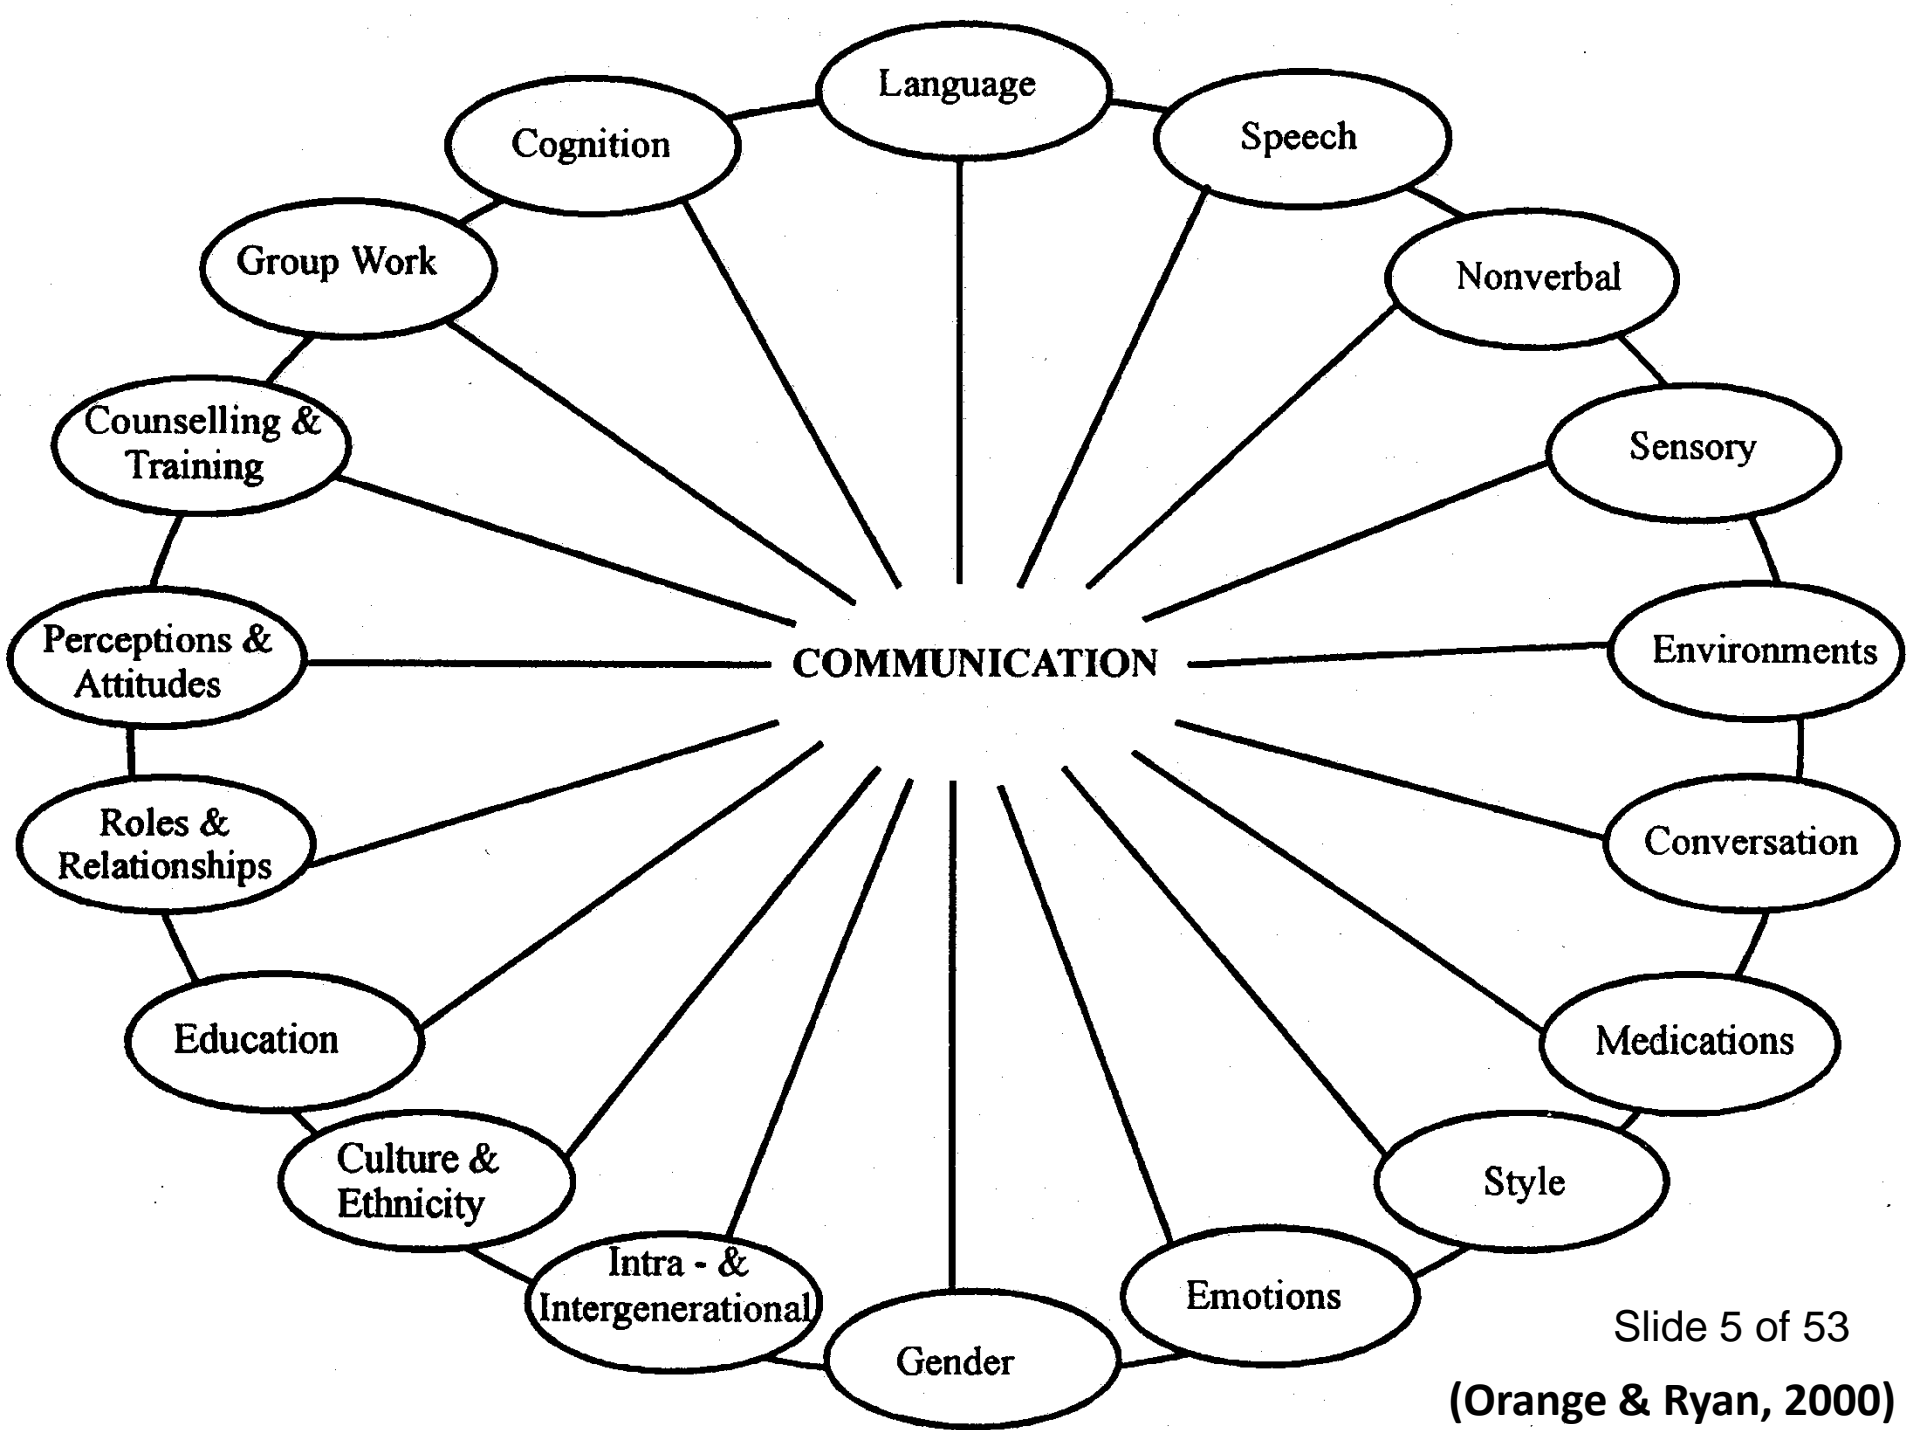 Language
Speech
Cognition
Group Work
Nonverbal
Counselling &
Training
Sensory
Perceptions &
Attitudes
COMMUNICATION
Environments
Roles &
Relationships
Conversation
Education
Medications
Culture &
Ethnicity
Style
Intra - &
Intergenerational
Emotions
Gender
Slide 5 of 53
(Orange & Ryan, 2000)